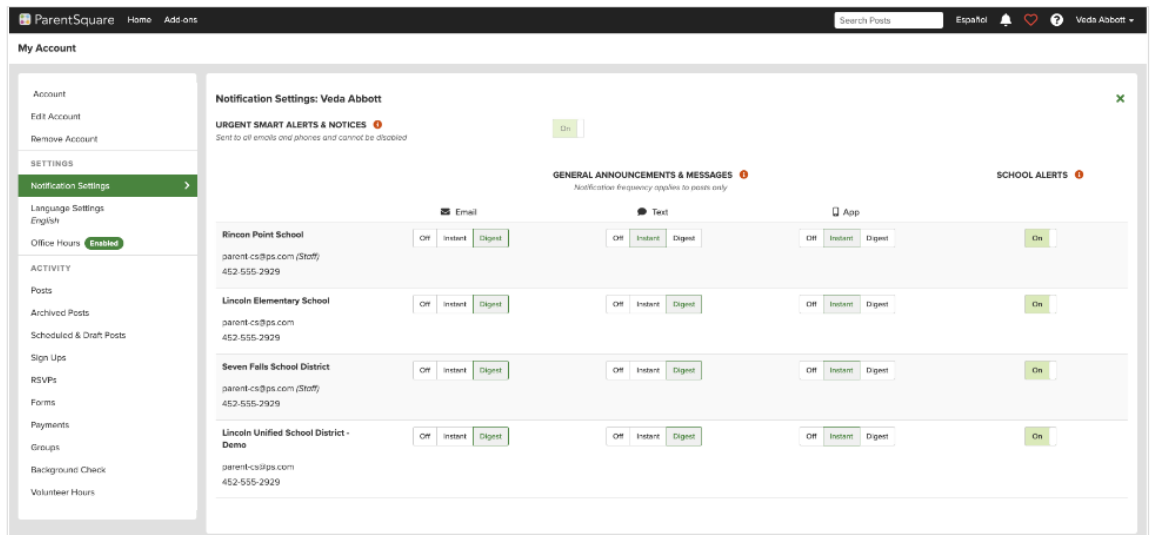 ParentSquare Home Add-ons Search Posts Español Veda Abbott
My Account
Account
Edit Account
Remove Account
SETTINGS
Notification Settings
Language Settings
English
Office Hours Enabled
ACTIVITY
Posts
Archived Posts
Scheduled & Draft Posts
Sign Ups
RSVPs
Forms
Payments
Groups
Background Check
Volunteer Hours
Notification Settings: Veda Abbott
URGENT SMART ALERTS & NOTICES
On
Sent to all emails and phones and cannot be disabled
GENERAL ANNOUNCEMENTS & MESSAGES SCHOOL ALERTS
Notification frequency applies to posts only
Email Text App
Rincon Point School
Off Instant Digest Off Instant Digest Off Instant Digest On
parent-cs@ps.com (Staff)
452-555-2929
Lincoln Elementary School
Off Instant Digest Off Instant Digest Off Instant Digest On
parent-cs@ps.com
452-555-2929
Seven Falls School District
Off Instant Digest Off Instant Digest Off Instant Digest On
parent-cs@ps.com (Staff)
452-555-2929
Lincoln Unified School District -
Demo
Off Instant Digest Off Instant Digest Off Instant Digest On
parent-cs@ps.com
452-555-2929